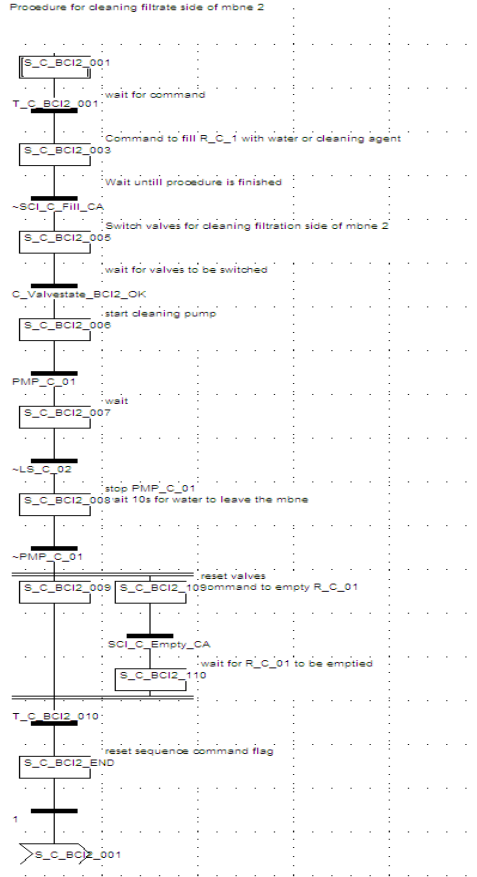 Procedure for cleaning filtrate side of mbne 2
S_C_BCI2_001
wait for command
T_C_BCI2_001
Command to fill R_C_1 with water or cleaning agent
S_C_BCI2_003
Wait untill procedure is finished
~SCI_C_Fill_CA
Switch valves for cleaning filtration side of mbne 2
S_C_BCI2_005
wait for valves to be switched
C_Valvestate_BCI2_OK
start cleaning pump
S_C_BCI2_006
PMP_C_01
wait
S_C_BCI2_007
~LS_C_02
stop PMP_C_01
S_C_BCI2_008 ait 10s for water to leave the mbne
~PMP_C_01
reset valves
S_C_BCI2_009 S_C_BCI2_109 ommand to empty R_C_01
SCI_C_Empty_CA
wait for R_C_01 to be emptied
S_C_BCI2_110
T_C_BCI2_010
reset sequence command flag
S_C_BCI2_END
1
S_C_BCI2_001